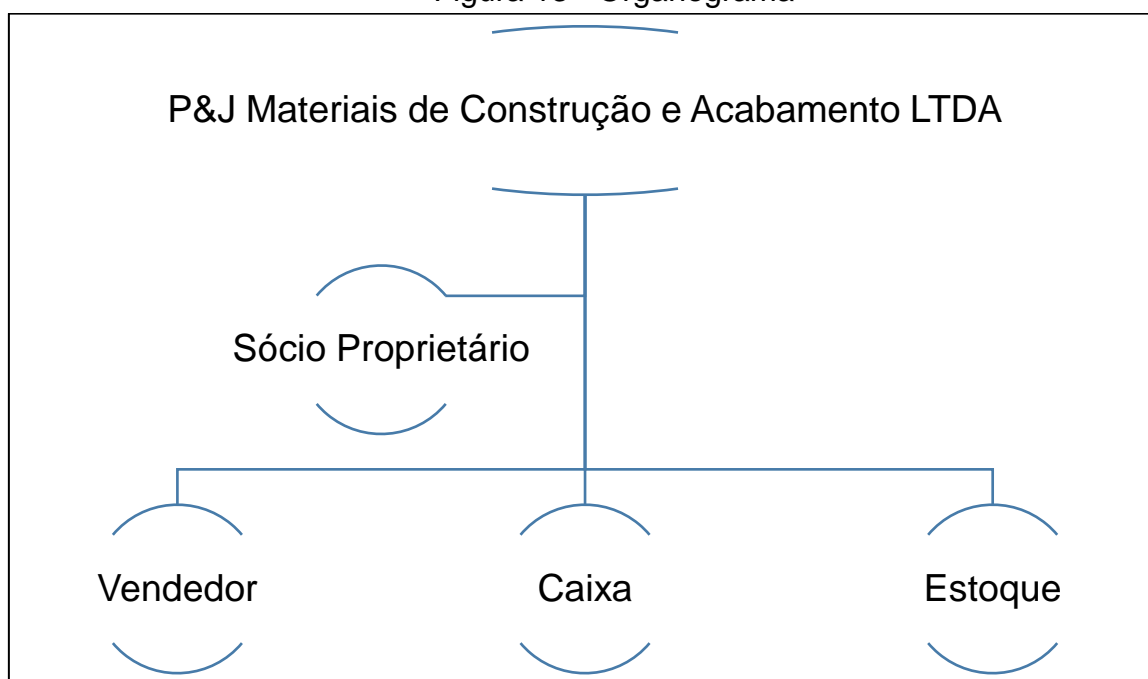 P&J Materiais de Construção e Acabamento LTDA
Sócio Proprietário
Vendedor
Caixa
Estoque